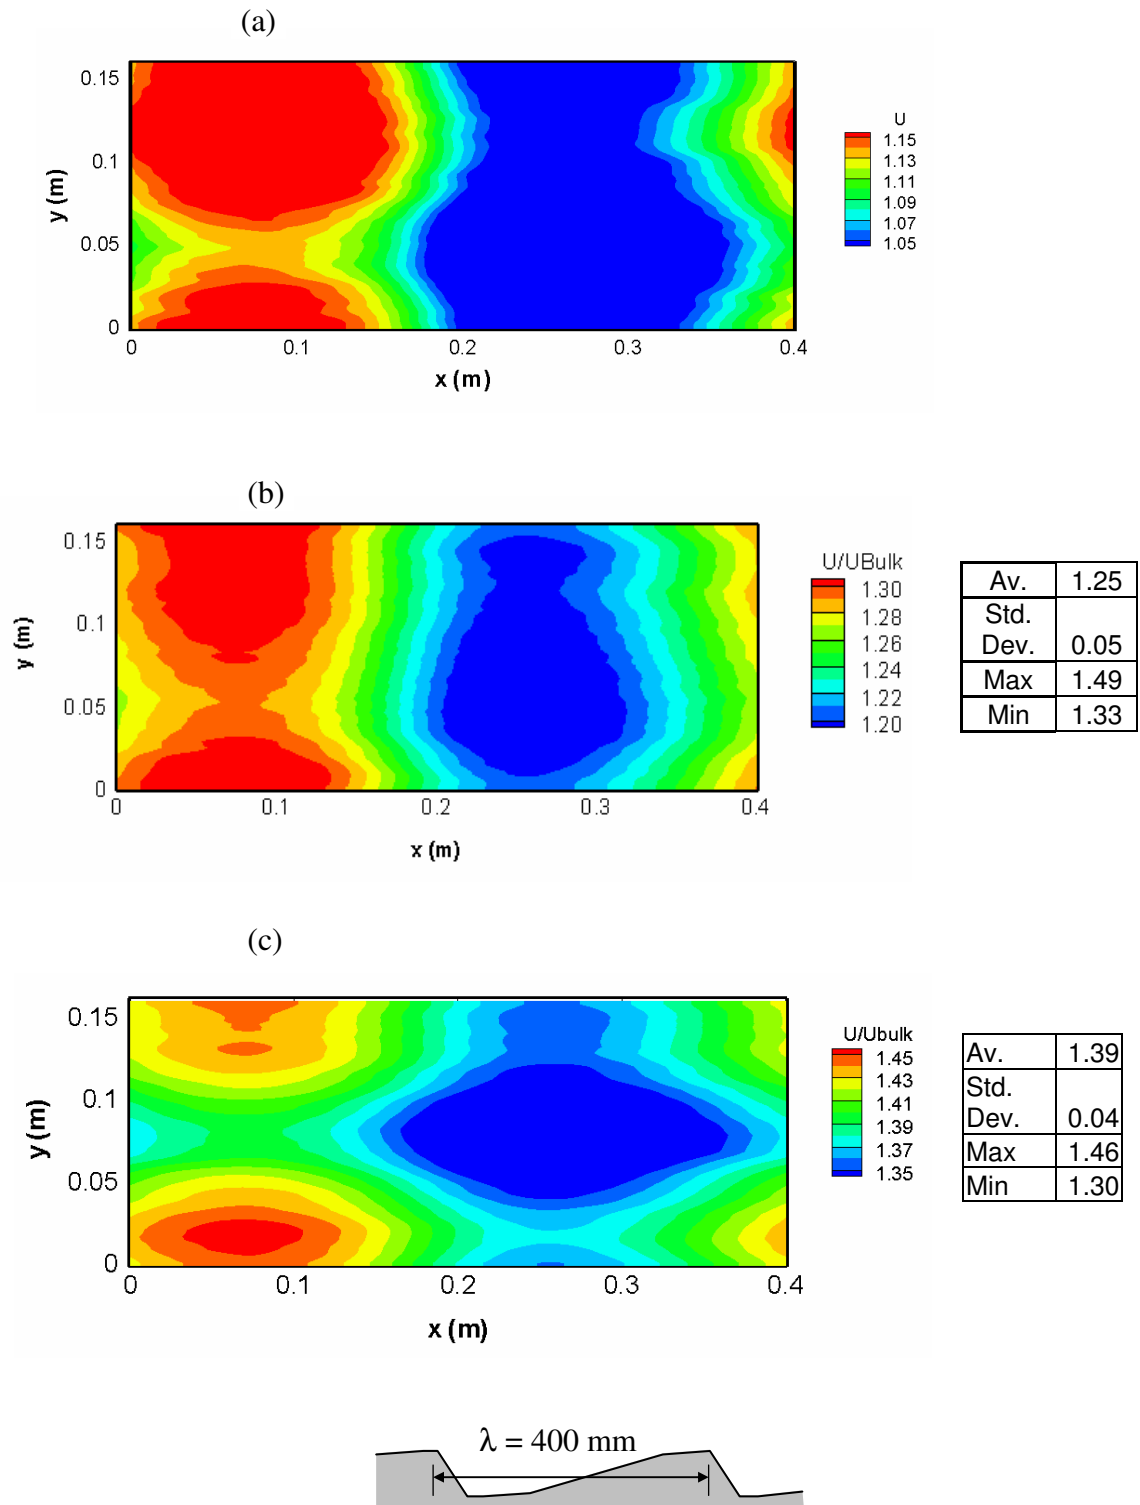 (a)
0.15
0.1
0.05
0
y (m)
0
0.1
0.2
0.3
0.4
x (m)
U
1.15
1.13
1.11
1.09
1.07
1.05
(b)
0.15
0.1
0.05
0
y (m)
0
0.1
0.2
0.3
0.4
x (m)
U/UBulk
1.30
1.28
1.26
1.24
1.22
1.20
Av. 1.25
Std.
Dev. 0.05
Max 1.49
Min 1.33
(c)
0.15
0.1
0.05
0
y (m)
0
0.1
0.2
0.3
0.4
x (m)
U/Ubulk
1.45
1.43
1.41
1.39
1.37
1.35
Av. 1.39
Std.
Dev. 0.04
Max 1.46
Min 1.30
λ = 400 mm